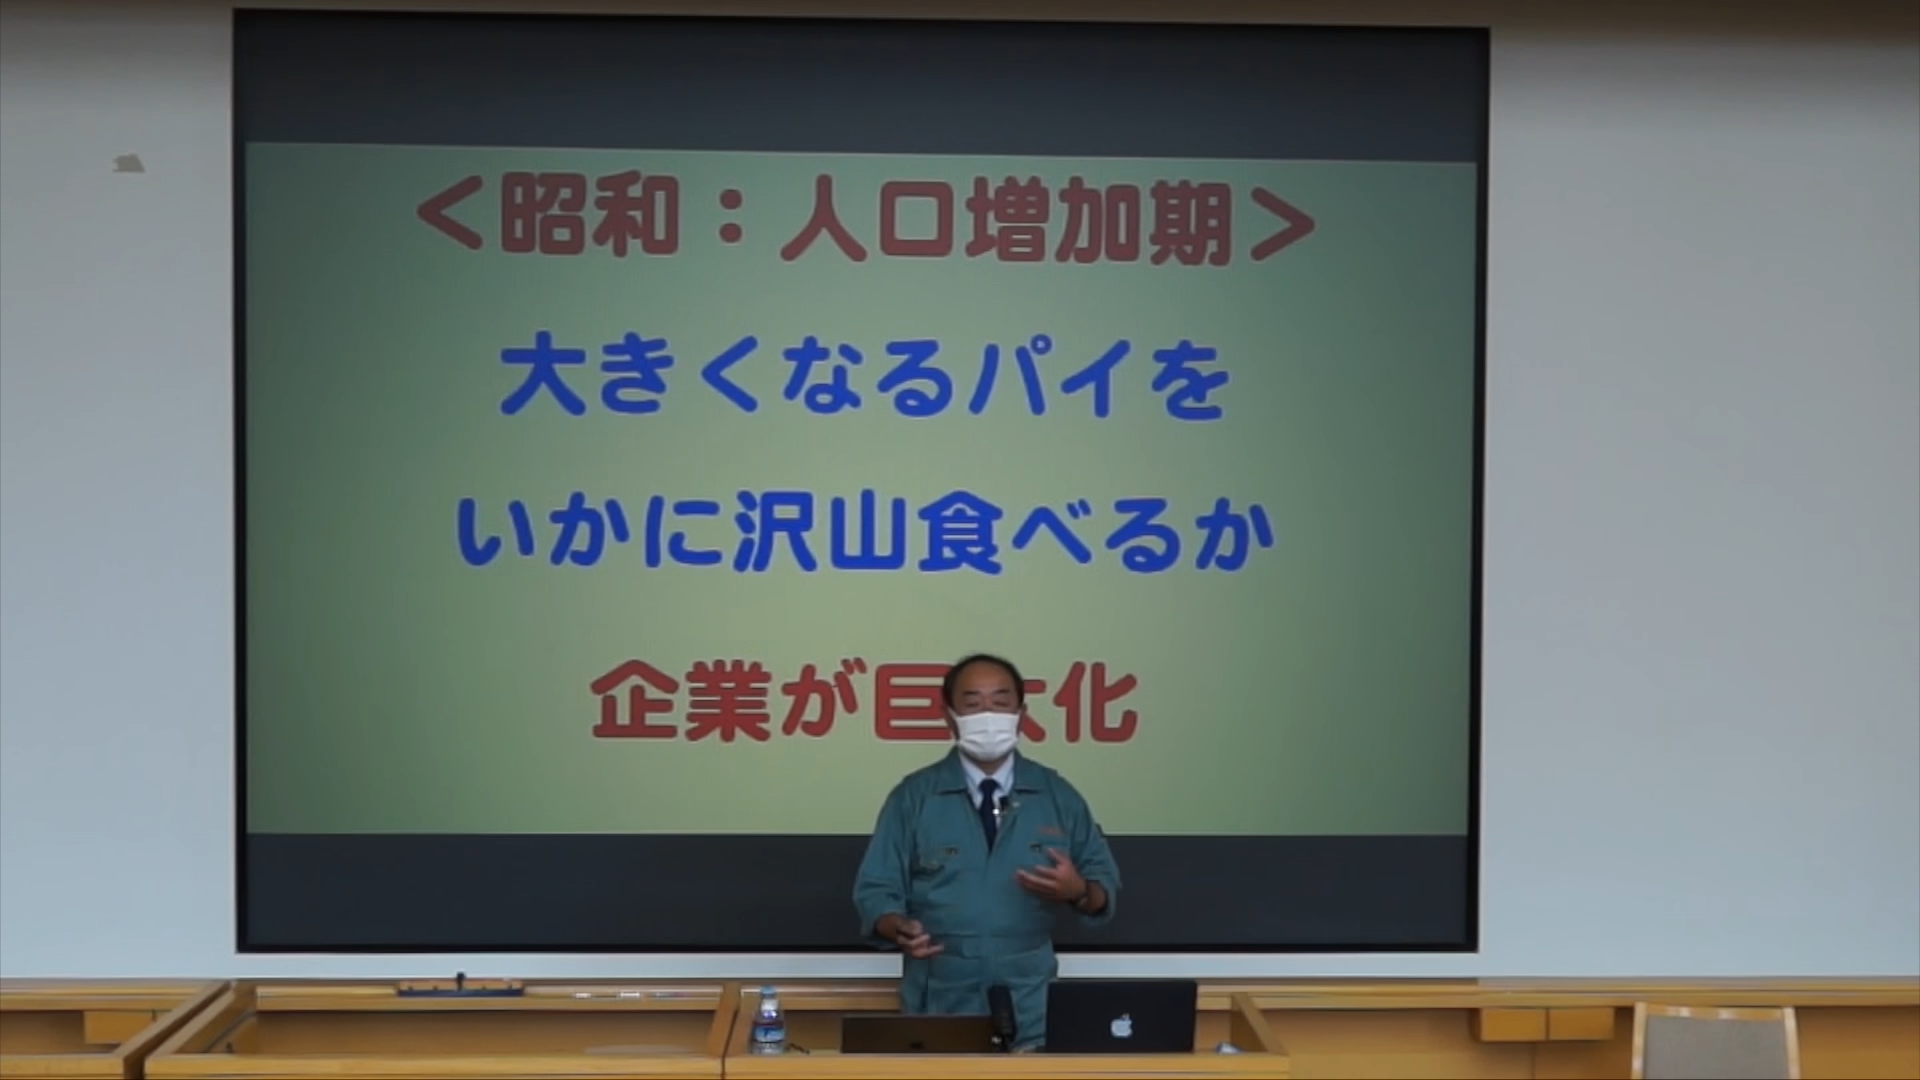 ＜昭和：人口増加期＞
大きくなるパイを
いかに沢山食べるか
企業が巨大化